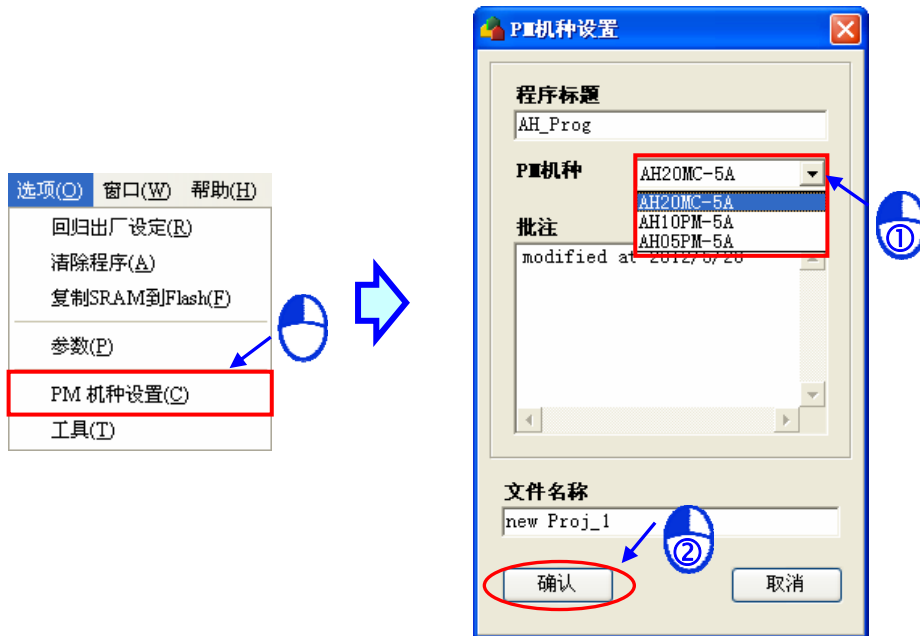 选项(O) 窗口(W) 帮助(H)
回归出厂设定(R)
清除程序(A)
复制SRAM到Flash(F)
参数(P)
PM 机种设置(C)
工具(T)
PM机种设置
程序标题
AH_Prog
PM机种
AH20MC-5A
AH20MC-5A
AH10PM-5A
AH05PM-5A
①
批注
modified at 2012/5/28
文件名称
new Proj_1
②
确认
取消